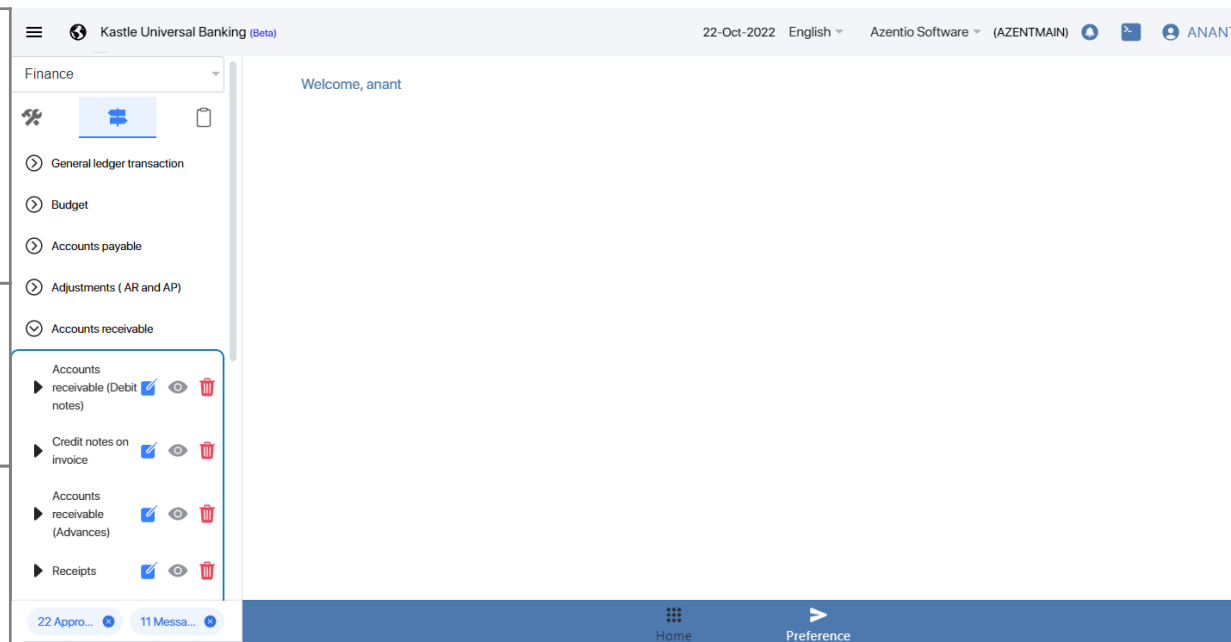 Kastle Universal Banking (Beta)
22-Oct-2022 English Azentio Software (AZENTMAIN) ANANT
Finance
Welcome, anant
General ledger transaction
Budget
Accounts payable
Adjustments ( AR and AP)
Accounts receivable
Accounts
receivable (Debit
notes)
Credit notes on
invoice
Accounts
receivable
(Advances)
Receipts
22 Appro...
11 Messa...
Home
Preference